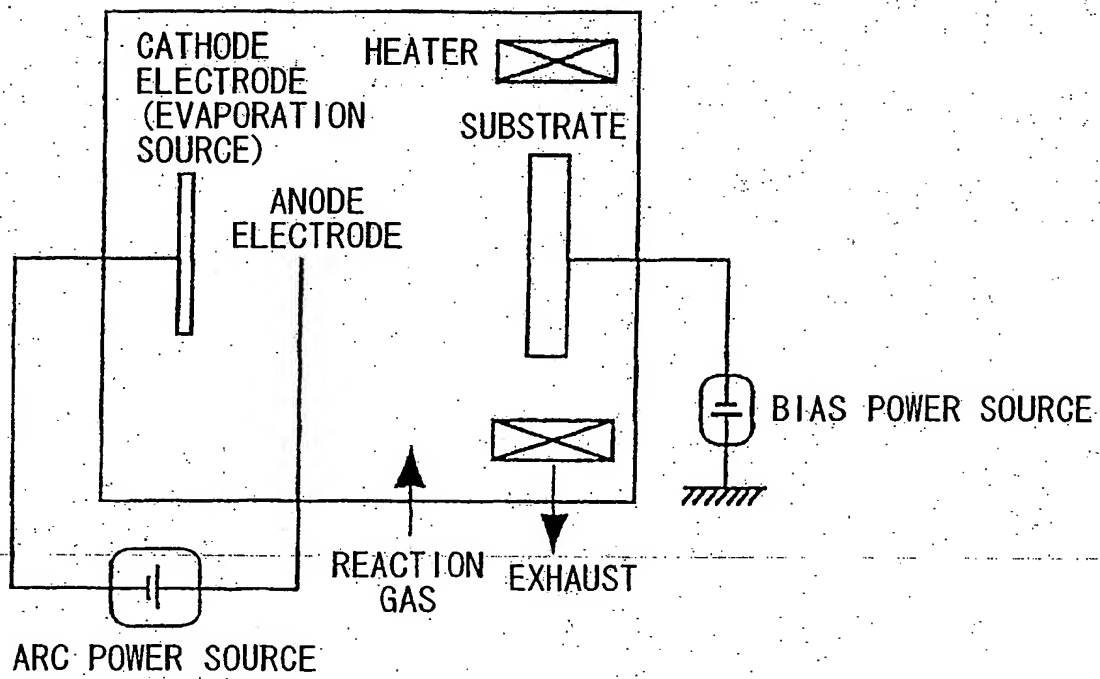 CATHODE
ELECTRODE
(EVAPORATION
SOURCE)
HEATER
SUBSTRATE
ANODE
ELECTRODE
BIAS POWER SOURCE
REACTION
GAS
EXHAUST
ARC POWER SOURCE